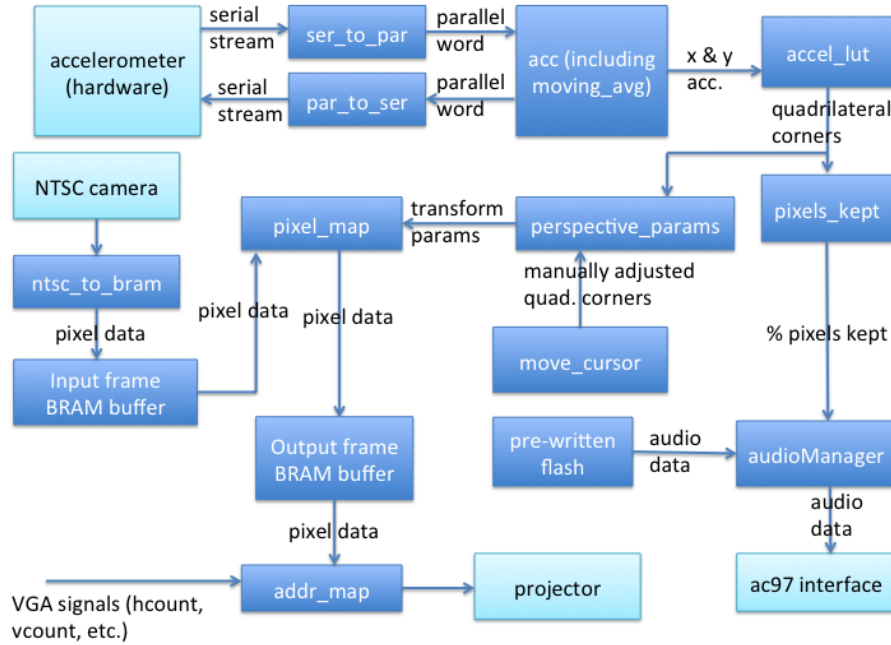 serial
stream
ser_to_par
parallel
word
accelerometer
(hardware)
acc (including
moving_avg)
x & y
acc.
accel_lut
serial
stream
par_to_ser
parallel
word
quadrilateral
corners
NTSC camera
pixel_map
transform
params
perspective_params
pixels_kept
ntsc_to_bram
manually adjusted
quad. corners
pixel data
pixel data
pixel data
% pixels kept
move_cursor
Input frame
BRAM buffer
Output frame
BRAM buffer
pre-written
flash
audio
data
audioManager
pixel data
audio
data
addr_map
projector
ac97 interface
VGA signals (hcount,
vcount, etc.)